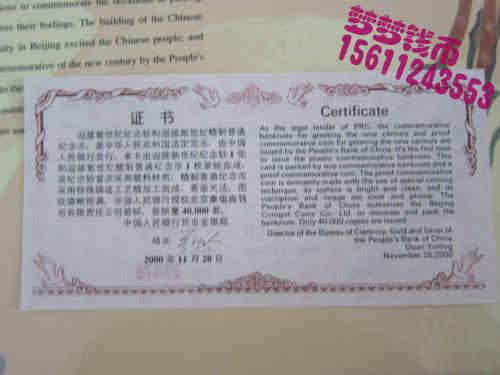 ions to commemorate the occasions of playing
ess their feelings. The building of the Chinese
ury in Beijing excited the Chinese people; and
mmemorative of the new century by the People's
to the
ccasion
re and
梦梦钱币
15611243553
证书
迎接新世纪纪念钞和迎接新世纪精制普通
纪念币，是中华人民共和国法定货币，由中国
人民银行发行。本卡由迎接新世纪纪念钞1张
和迎接新世纪精制普通纪念币1枚装帧而成。
该纪念钞首次采用塑料材质，精制普通纪念币
采用特殊铸造工艺精加工而成，表面光洁，图
纹清晰饱满。中国人民银行授权北京康银阁钱
币有限责任公司装帧，装帧量40,000套。
中国人民银行货币金银局
局长
2000年11月28日
Certificate
As the legal tender of PRC, the commemorative
banknote for greeting the new century and proof
commemorative coin for greeting the new century are
issued by the People's Bank of China. It's the first time
to issue the plastic commemorative banknote. This
card is packed by one commemorative banknote and a
proof commemorative coin. The proof commemorative
coin is delicately made with the use of special coining
technique, its surface is bright and clean, and its
inscription and image are clear and plump. The
People's Bank of China authorizes the Beijing
Coingot Coins Co., Ltd. to decorate and pack the
banknote. Only 40,000 copies are issued.
Director of the Bureau of Currency, Gold and Silver of
the People's Bank of China
Duan Yinling
November 28,2000